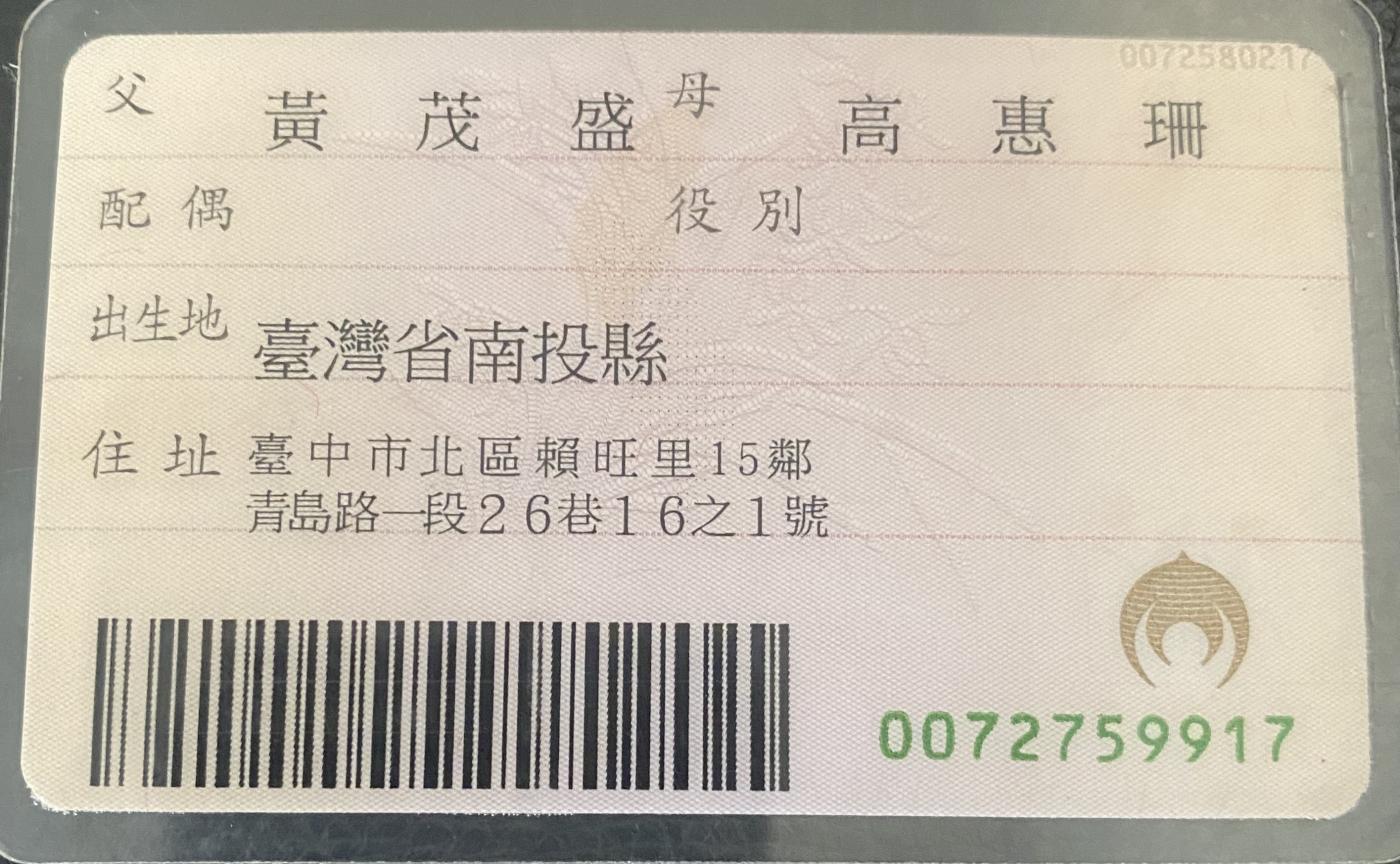 0072580217
父 黃茂盛 母 高惠珊
配偶 役別
出生地 臺灣省南投縣
住址 臺中市北區賴旺里15鄰
青島路一段26巷16之1號
0072759917